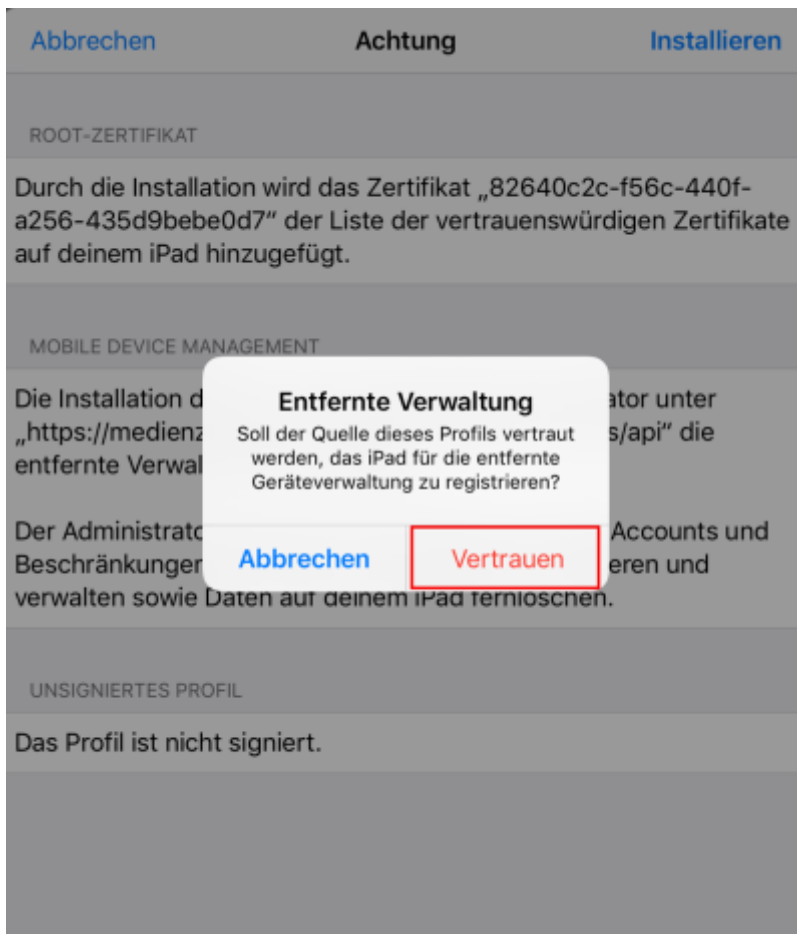 Abbrechen Achtung Installieren
ROOT-ZERTIFIKAT
Durch die Installation wird das Zertifikat „82640c2c-f56c-440f-
a256-435d9bebe0d7“ der Liste der vertrauenswürdigen Zertifikate
auf deinem iPad hinzugefügt.
MOBILE DEVICE MANAGEMENT
Die Installation
„https://medienz s/api“ die
entfernte
ator unter
Entfernte Verwaltung
Soll der Quelle dieses Profils vertraut
werden, das iPad für die entfernte
Geräteverwaltung zu registrieren?
Abbrechen Vertrauen
Der Accounts und
eren und
verwalten sowie Daten auf deinem iPad fernlöschen.
UNSIGNIERTES PROFIL
Das Profil ist nicht signiert.